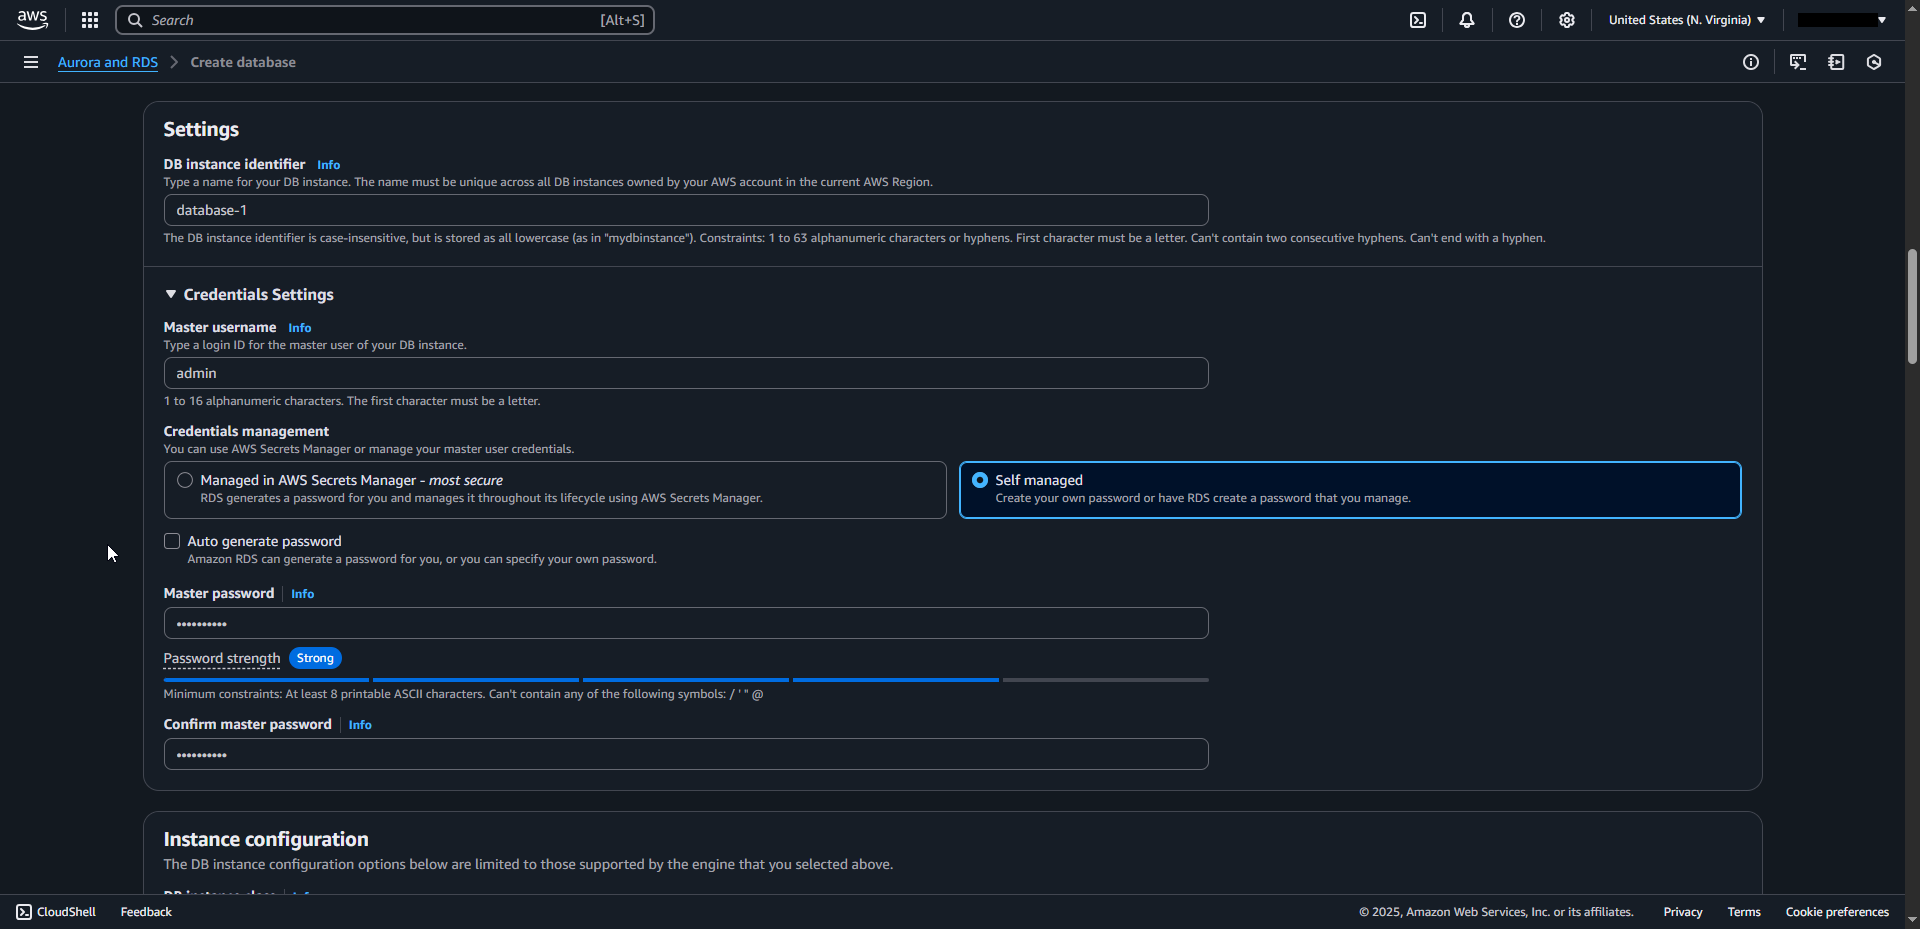 aws
Search [Alt+S]
United States (N. Virginia)
Aurora and RDS > Create database
Settings
DB instance identifier Info
Type a name for your DB instance. The name must be unique across all DB instances owned by your AWS account in the current AWS Region.
database-1
The DB instance identifier is case-insensitive, but is stored as all lowercase (as in "mydbinstance"). Constraints: 1 to 63 alphanumeric characters or hyphens. First character must be a letter. Can't contain two consecutive hyphens. Can't end with a hyphen.
Credentials Settings
Master username Info
Type a login ID for the master user of your DB instance.
admin
1 to 16 alphanumeric characters. The first character must be a letter.
Credentials management
You can use AWS Secrets Manager or manage your master user credentials.
Managed in AWS Secrets Manager - most secure
RDS generates a password for you and manages it throughout its lifecycle using AWS Secrets Manager.
Self managed
Create your own password or have RDS create a password that you manage.
Auto generate password
Amazon RDS can generate a password for you, or you can specify your own password.
Master password Info
••••••••••
Password strength Strong
Minimum constraints: At least 8 printable ASCII characters. Can't contain any of the following symbols: / ' " @
Confirm master password Info
••••••••••
Instance configuration
The DB instance configuration options below are limited to those supported by the engine that you selected above.
CloudShell Feedback
© 2025, Amazon Web Services, Inc. or its affiliates. Privacy Terms Cookie preferences